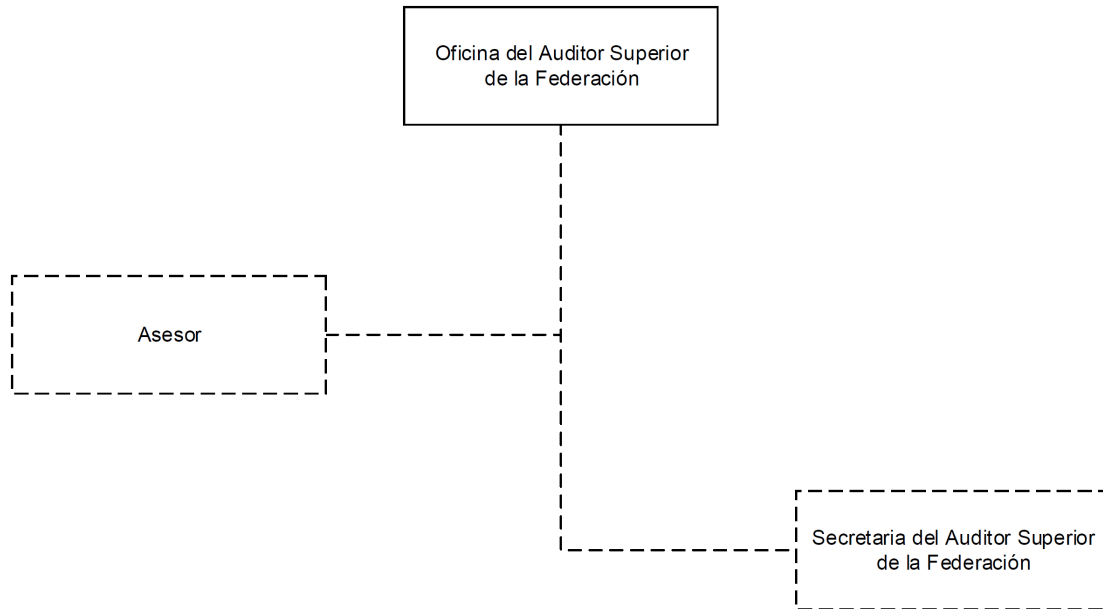 Oficina del Auditor Superior
de la Federación
Asesor
Secretaria del Auditor Superior
de la Federación